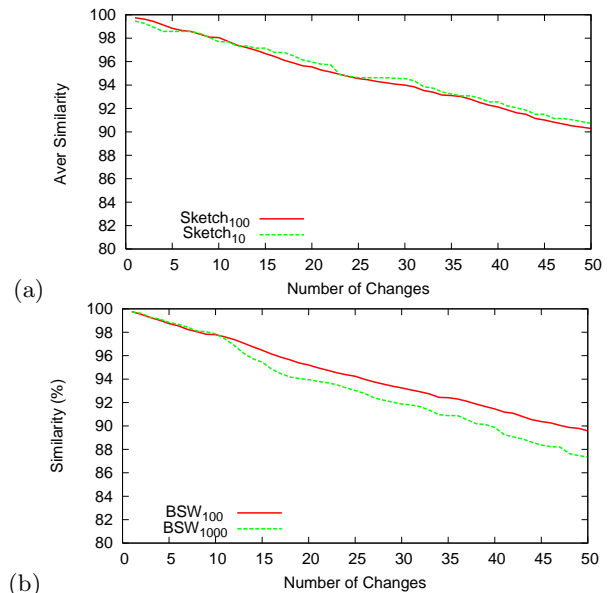 100
98
96
94
92
90
88
86
84
82
80
Aver Similarity
Sketch100
Sketch10
0 5 10 15 20 25 30 35 40 45 50
Number of Changes
(a)
100
98
96
94
92
90
88
86
84
82
80
Similarity (%)
BSW100
BSW1000
0 5 10 15 20 25 30 35 40 45 50
Number of Changes
(b)